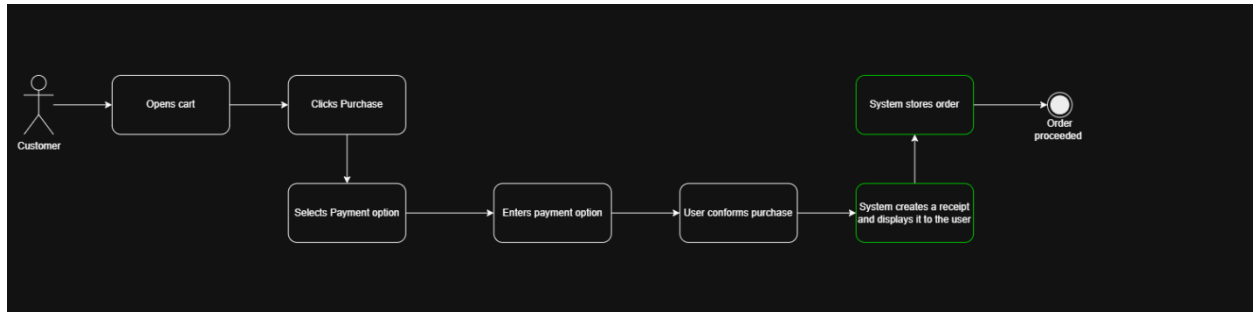 Customer
Opens cart
Clicks Purchase
Selects Payment option
Enters payment option
User conforms purchase
System creates a receipt
and displays it to the user
System stores order
Order
proceeded